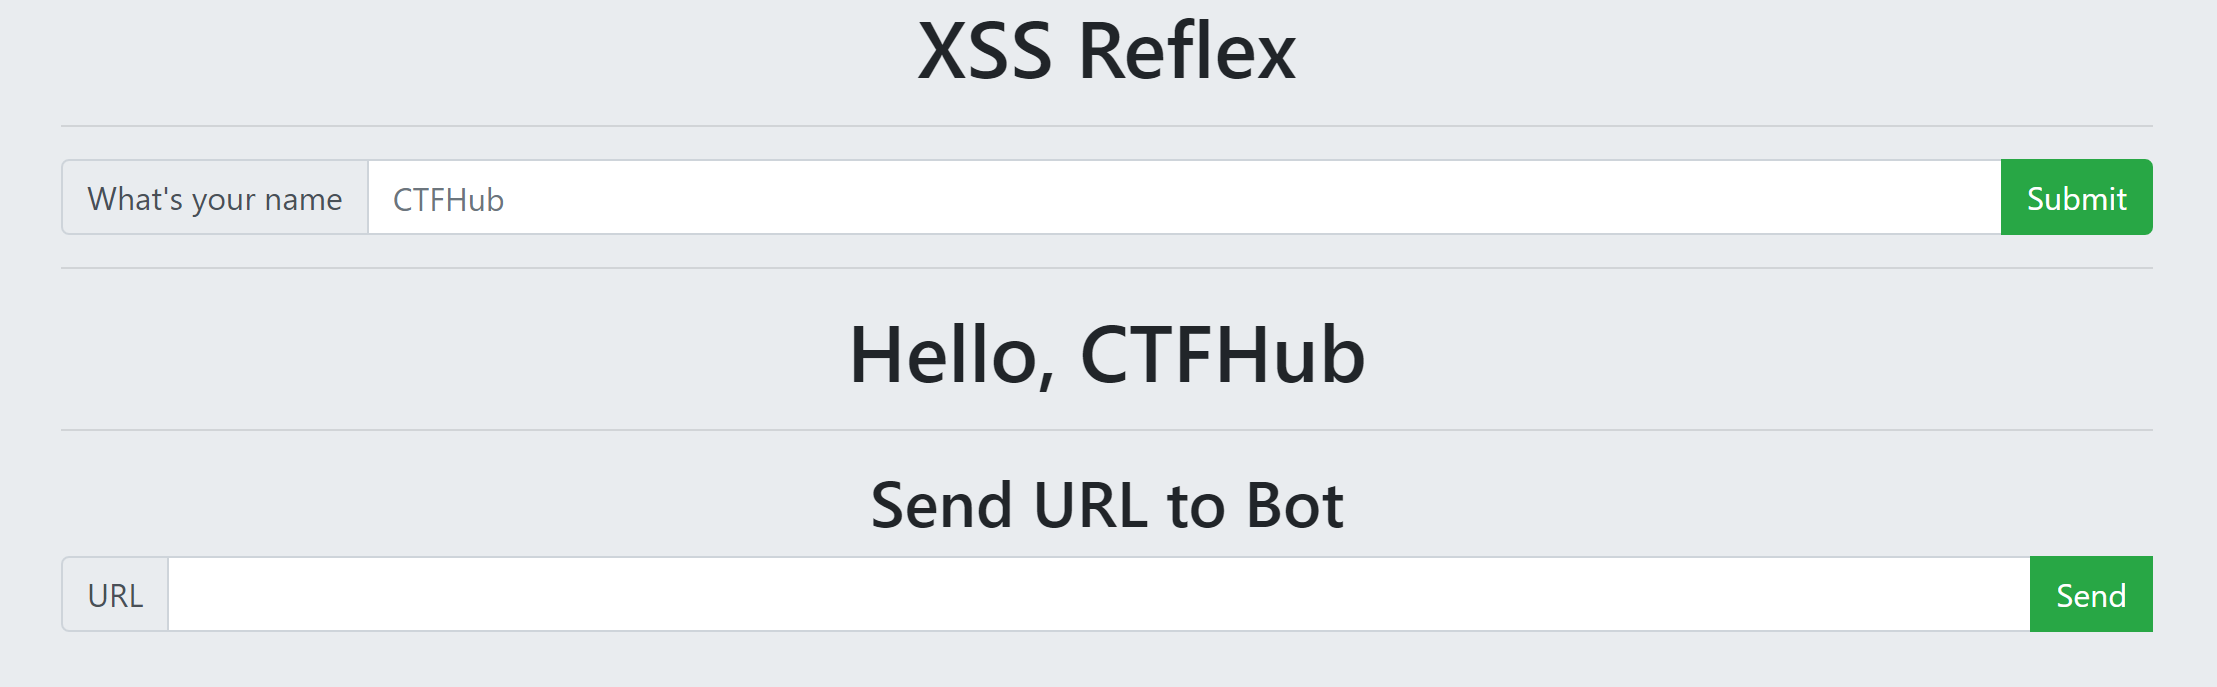 XSS Reflex
What's your name CTFHub Submit
Hello, CTFHub
Send URL to Bot
URL Send